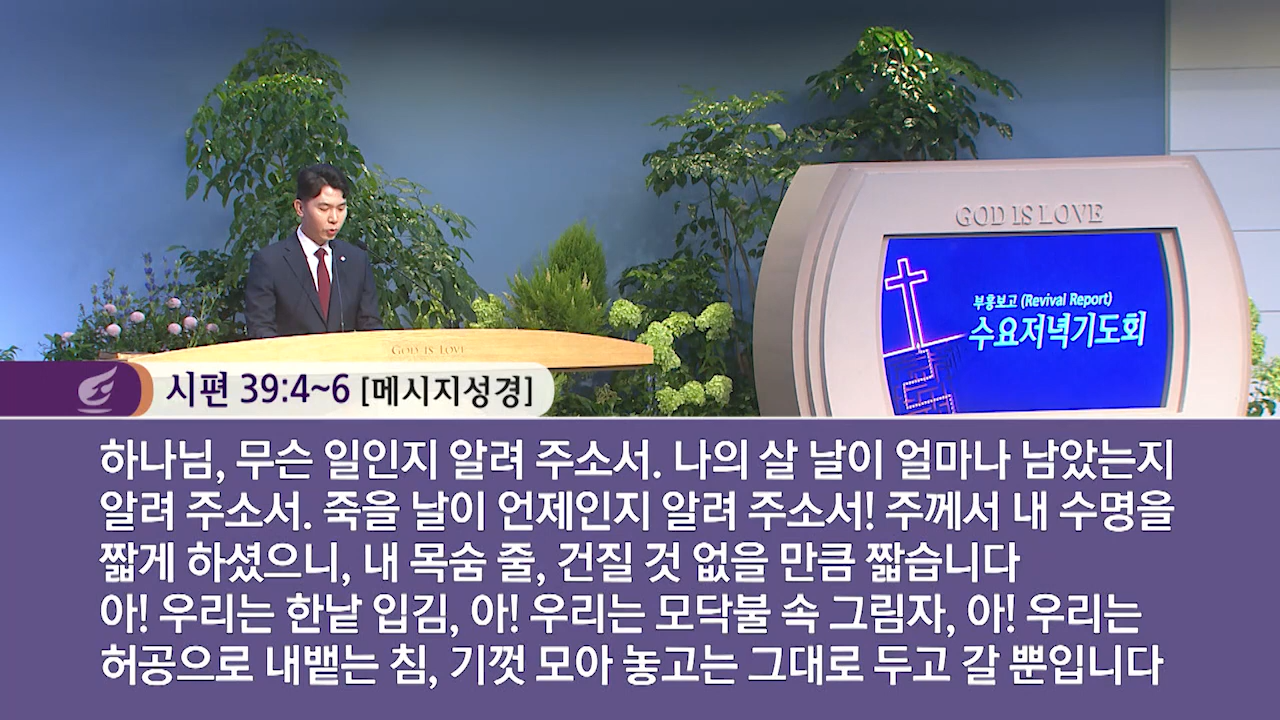 GOD IS LOVE
부흥보고 (Revival Report)
수요저녁기도회
GOD IS LOVE
시편 39:4~6 [메시지성경]
하나님, 무슨 일인지 알려 주소서. 나의 살 날이 얼마나 남았는지
알려 주소서. 죽을 날이 언제인지 알려 주소서! 주께서 내 수명을
짧게 하셨으니, 내 목숨 줄, 건질 것 없을 만큼 짧습니다
아! 우리는 한낱 입김, 아! 우리는 모닥불 속 그림자, 아! 우리는
허공으로 내뱉는 침, 기껏 모아 놓고는 그대로 두고 갈 뿐입니다